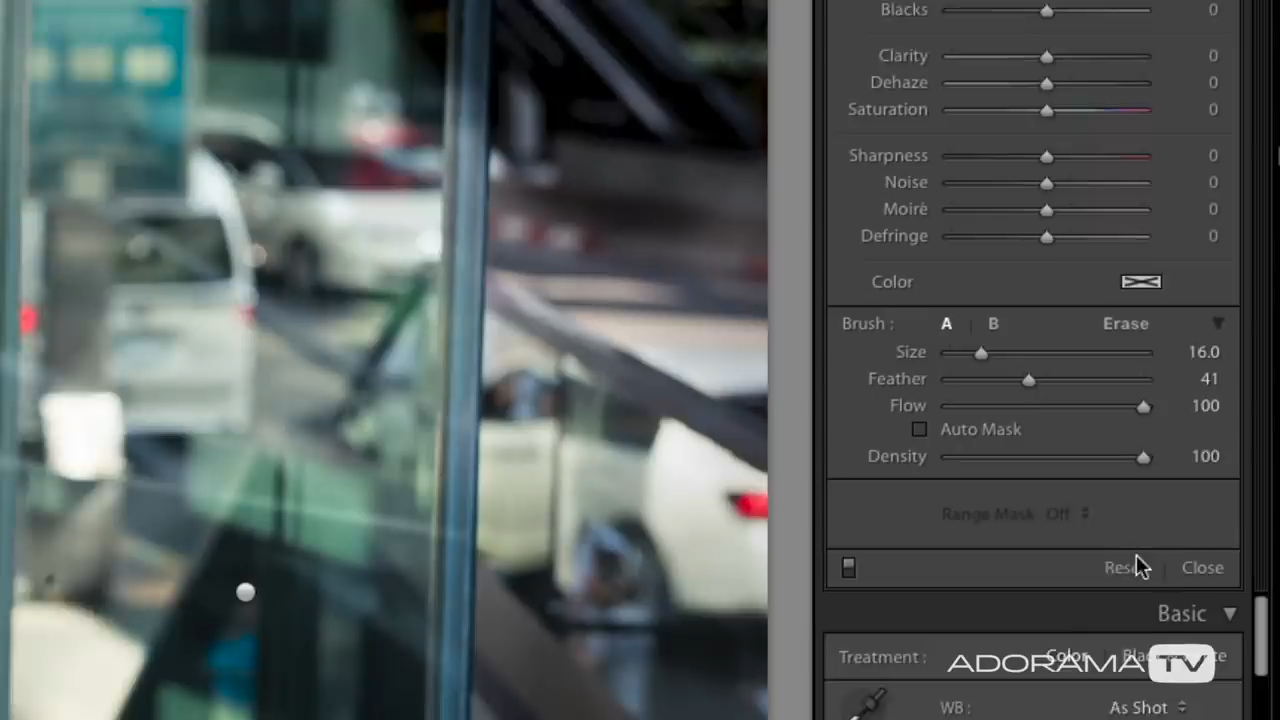 Blacks 0
Clarity 0
Dehaze 0
Saturation 0
Sharpness 0
Noise 0
Moiré 0
Defringe 0
Color
Brush : A B Erase
Size 16.0
Feather 41
Flow 100
Auto Mask
Density 100
Range Mask Off
Close
Basic
Treatment : Color
ADORAMA TV
WB : As Shot